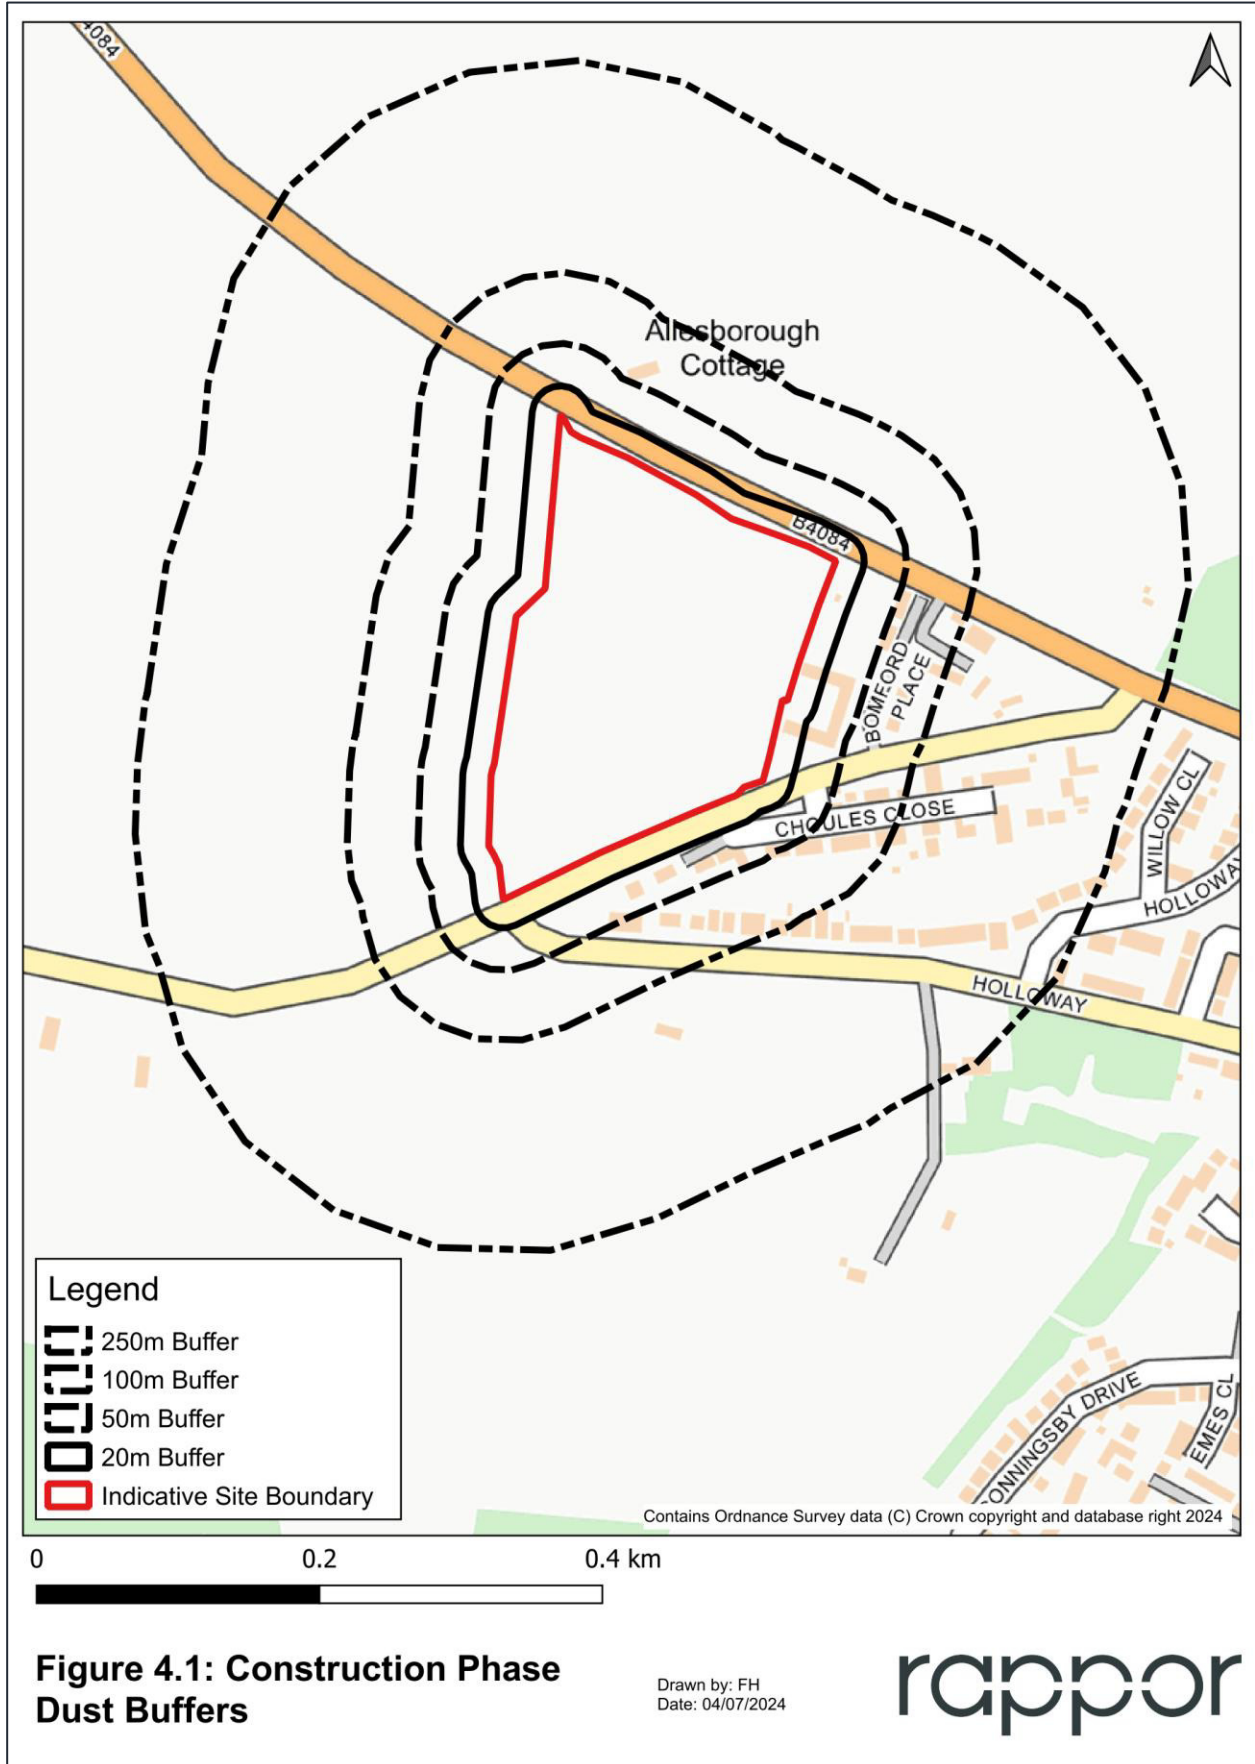 4084
Allesborough
Cottage
B4084
BOMFORD
PLACE
CHOULES CLOSE
WILLOW CL
HOLLOWAY
HOLLOWAY
ONNINGSBY DRIVE
EMES CL
Legend
250m Buffer
100m Buffer
50m Buffer
20m Buffer
Indicative Site Boundary
Contains Ordnance Survey data (C) Crown copyright and database right 2024
0 0.2 0.4 km
Figure 4.1: Construction Phase
Dust Buffers
Drawn by: FH
Date: 04/07/2024
rappor